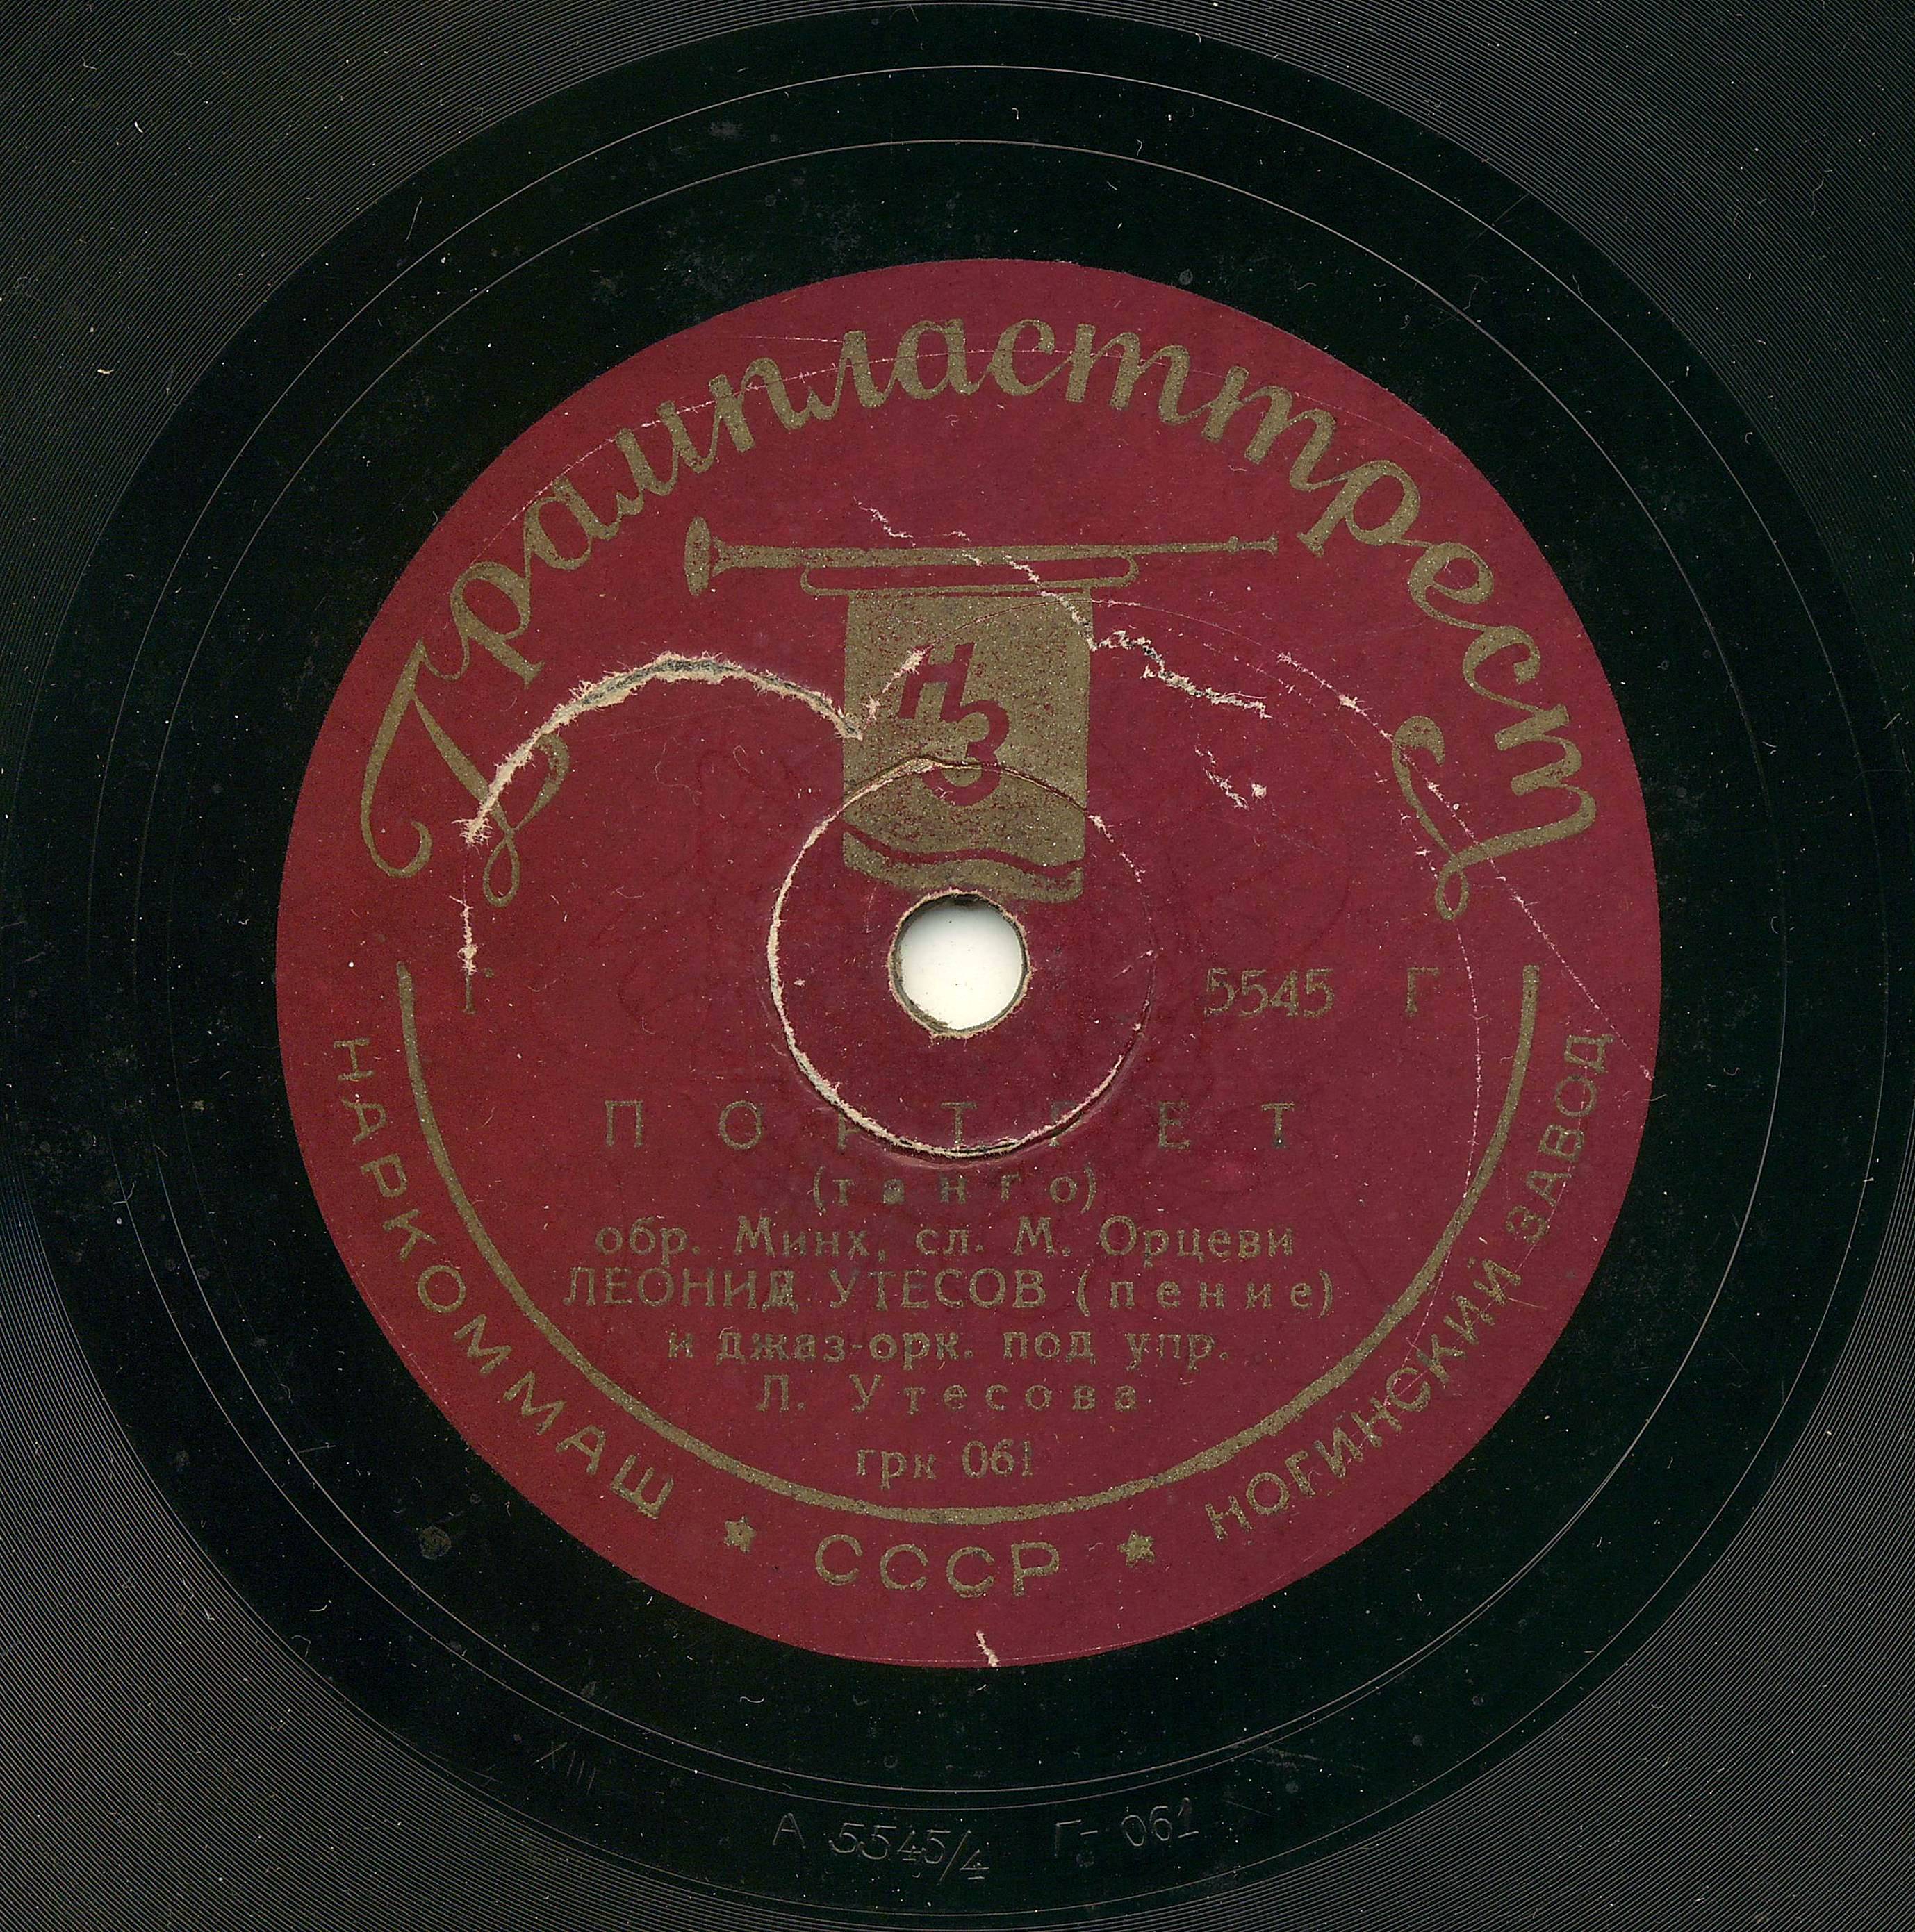 Грампласттрест
НЗ
5545 Г
ПОРТРЕТ
(танго)
обр. Минх, сл. М. Орцеви
ЛЕОНИД УТЕСОВ (пение)
и джаз-орк. под упр.
Л. Утесова
грк 061
НАРКОММАШ ★ СССР ★ НОГИНСКИЙ ЗАВОД
XIII
А 5545/4 Г-061